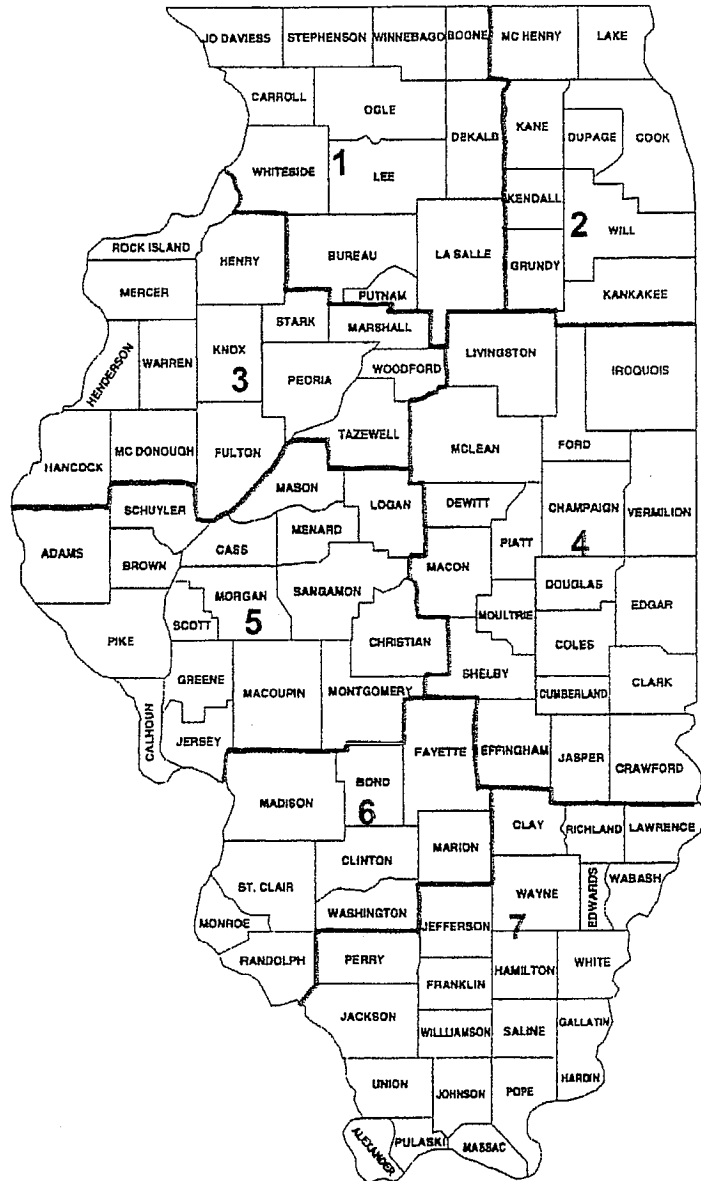 JO DAVIESS STEPHENSON WINNEBAGO BOONE MC HENRY LAKE
CARROLL OGLE DEKALB KANE DUPAGE COOK
WHITESIDE 1 LEE KENDALL 2 WILL
ROCK ISLAND HENRY BUREAU LA SALLE GRUNDY
MERCER PUTNAM KANKAKEE
STARK MARSHALL LIVINGSTON
HENDERSON WARREN KNOX 3 PEORIA WOODFORD IROQUOIS
HANCOCK MC DONOUGH FULTON TAZEWELL MCLEAN FORD
MASON LOGAN DEWITT CHAMPAIGN VERMILION
SCHUYLER MENARD PIATT 4
ADAMS BROWN CASS MACON DOUGLAS
MORGAN SANGAMON MOULTRIE EDGAR
PIKE SCOTT 5 CHRISTIAN COLES
GREENE MACOUPIN MONTGOMERY SHELBY CUMBERLAND CLARK
CALHOUN JERSEY FAYETTE EFFINGHAM JASPER CRAWFORD
MADISON BOND 6 CLAY RICHLAND LAWRENCE
CLINTON MARION
ST. CLAIR WASHINGTON WAYNE EDWARDS WABASH
MONROE JEFFERSON 7
RANDOLPH PERRY HAMILTON WHITE
FRANKLIN
JACKSON WILLIAMSON SALINE GALLATIN
UNION JOHNSON POPE HARDIN
ALEXANDER PULASKI MASSAC